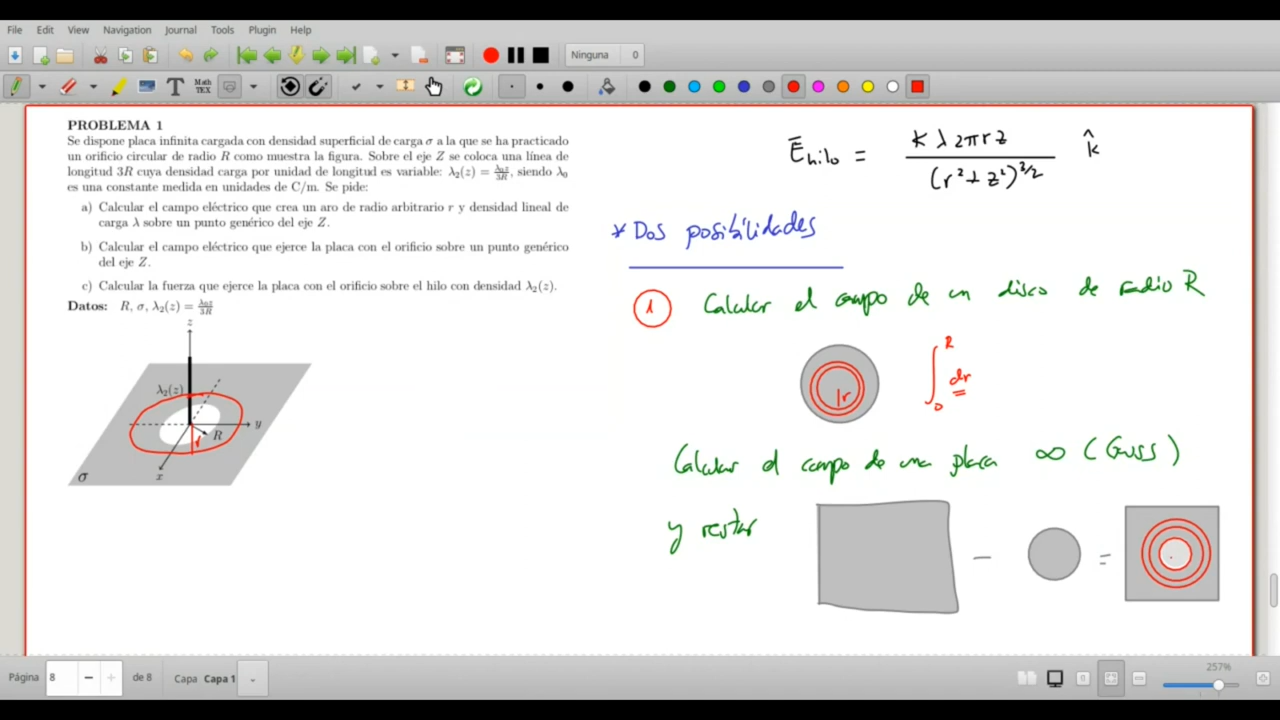 File Edit View Navigation Journal Tools Plugin Help
Ninguna 0
T Math TEX
PROBLEMA 1
Se dispone placa infinita cargada con densidad superficial de carga σ a la que se ha practicado
un orificio circular de radio R como muestra la figura. Sobre el eje Z se coloca una línea de
longitud 3R cuya densidad carga por unidad de longitud es variable: λ₂(z) = λ₀z/3R, siendo λ₀
es una constante medida en unidades de C/m. Se pide:
a) Calcular el campo eléctrico que crea un aro de radio arbitrario r y densidad lineal de
carga λ sobre un punto genérico del eje Z.
b) Calcular el campo eléctrico que ejerce la placa con el orificio sobre un punto genérico
del eje Z.
c) Calcular la fuerza que ejerce la placa con el orificio sobre el hilo con densidad λ₂(z).
Datos: R, σ, λ₂(z) = λ₀z/3R
z
λ₂(z)
y
R
r
x
σ
E hilo = K λ 2π r z / (r² + z²)^3/2 k̂
* Dos posibilidades
1 Calcular el campo de un disco de radio R
r
∫ 0 R dr
Calcular el campo de una placa ∞ (Gauss)
y restar
− =
Página 8 de 8 Capa Capa 1
257%